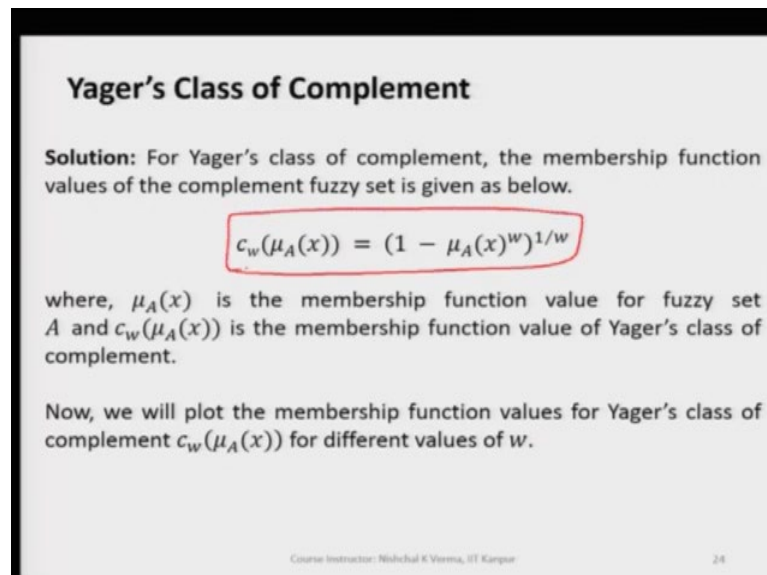 Yager's Class of Complement
Solution: For Yager's class of complement, the membership function
values of the complement fuzzy set is given as below.
c_w(μ_A(x)) = (1 − μ_A(x)^w)^{1/w}
where, μ_A(x) is the membership function value for fuzzy set
A and c_w(μ_A(x)) is the membership function value of Yager's class of
complement.
Now, we will plot the membership function values for Yager's class of
complement c_w(μ_A(x)) for different values of w.
Course Instructor: Nishchal K Verma, IIT Kanpur 24